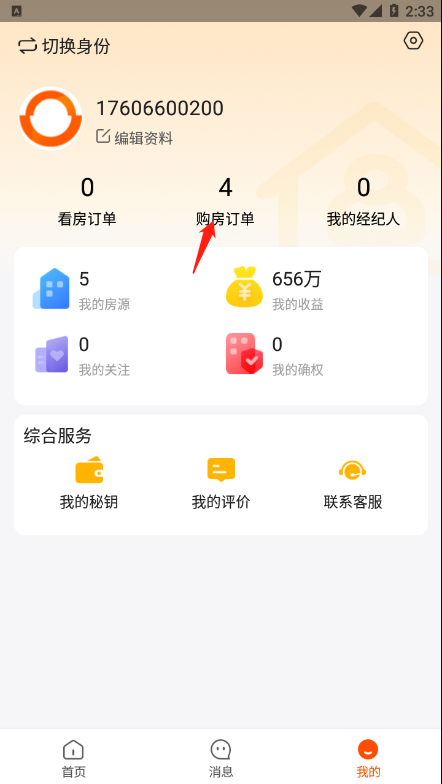 A
2:33
切换身份
17606600200
编辑资料
0
4
0
看房订单
购房订单
我的经纪人
5
我的房源
656万
我的收益
0
我的关注
0
我的确权
综合服务
我的秘钥
我的评价
联系客服
首页
消息
我的